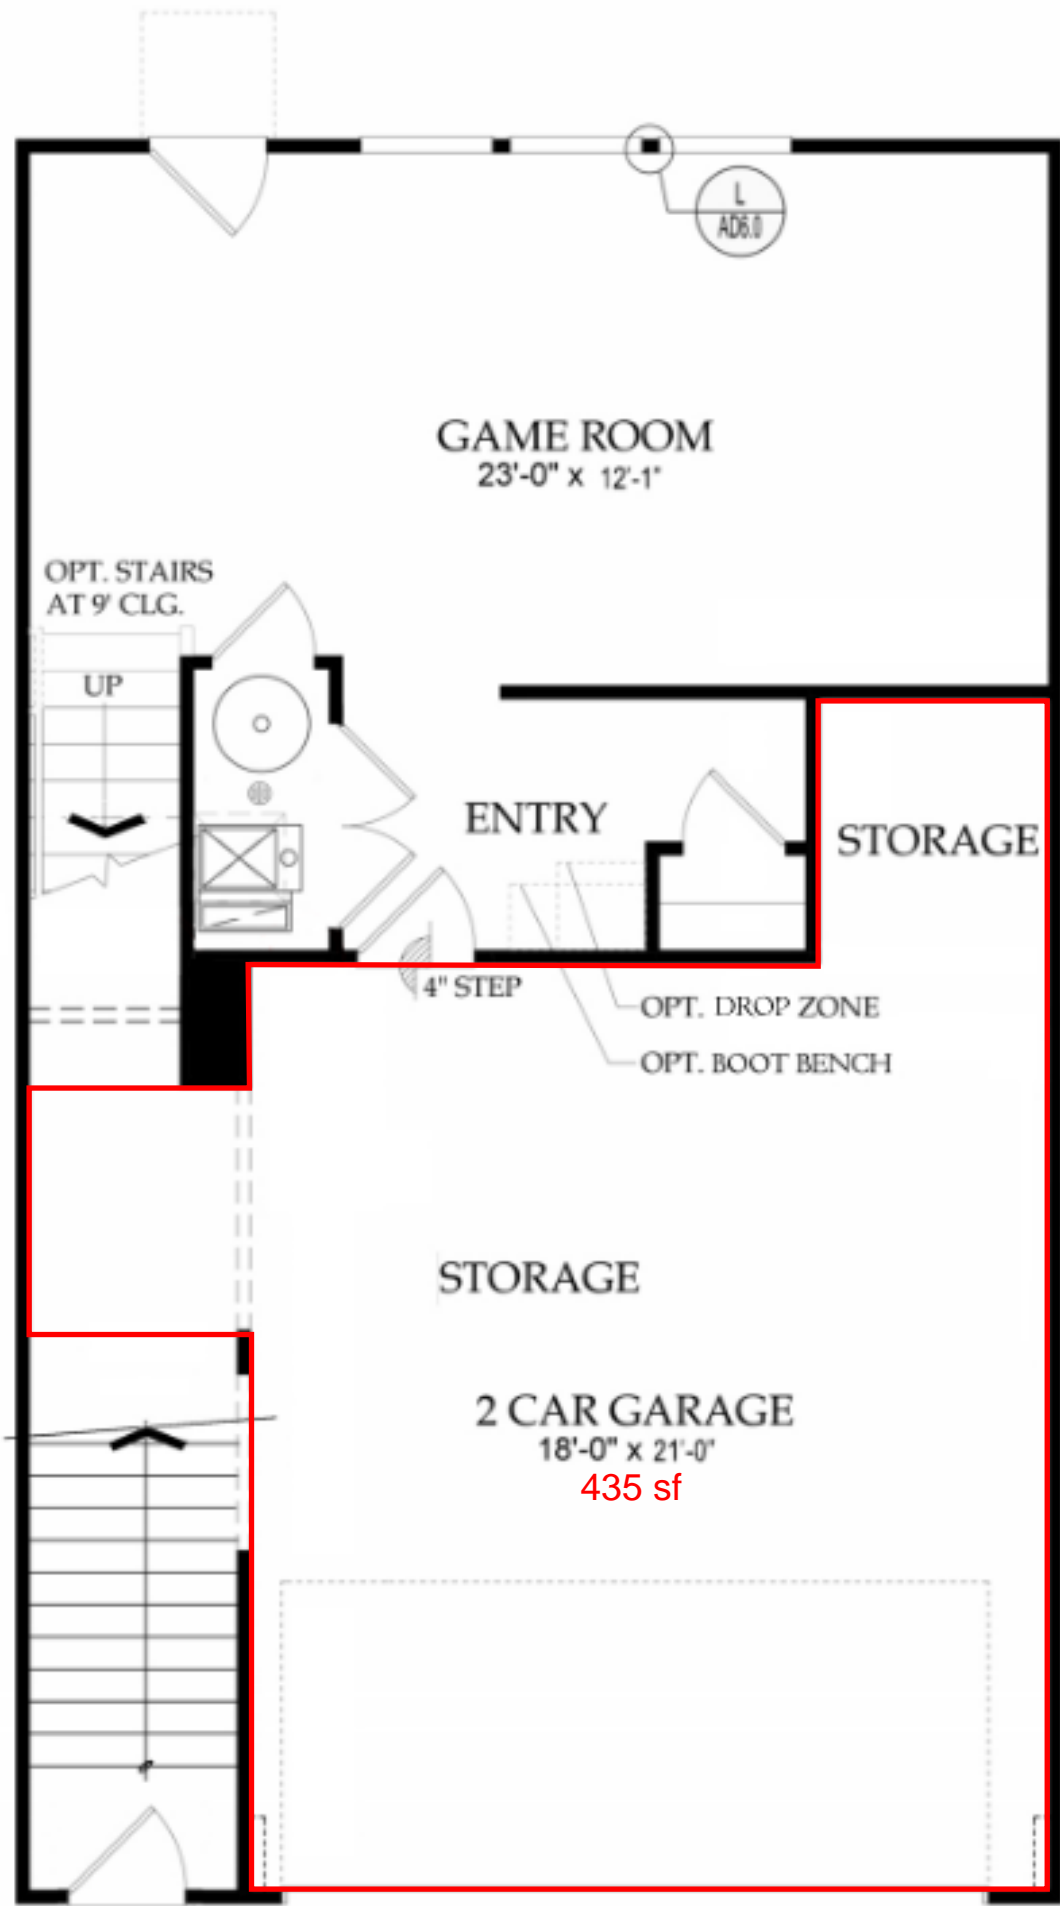 L
AD6.0
GAME ROOM
23'-0" x 12'-1"
OPT. STAIRS
AT 9' CLG.
UP
ENTRY
STORAGE
4" STEP
OPT. DROP ZONE
OPT. BOOT BENCH
STORAGE
2 CAR GARAGE
18'-0" x 21'-0"
435 sf